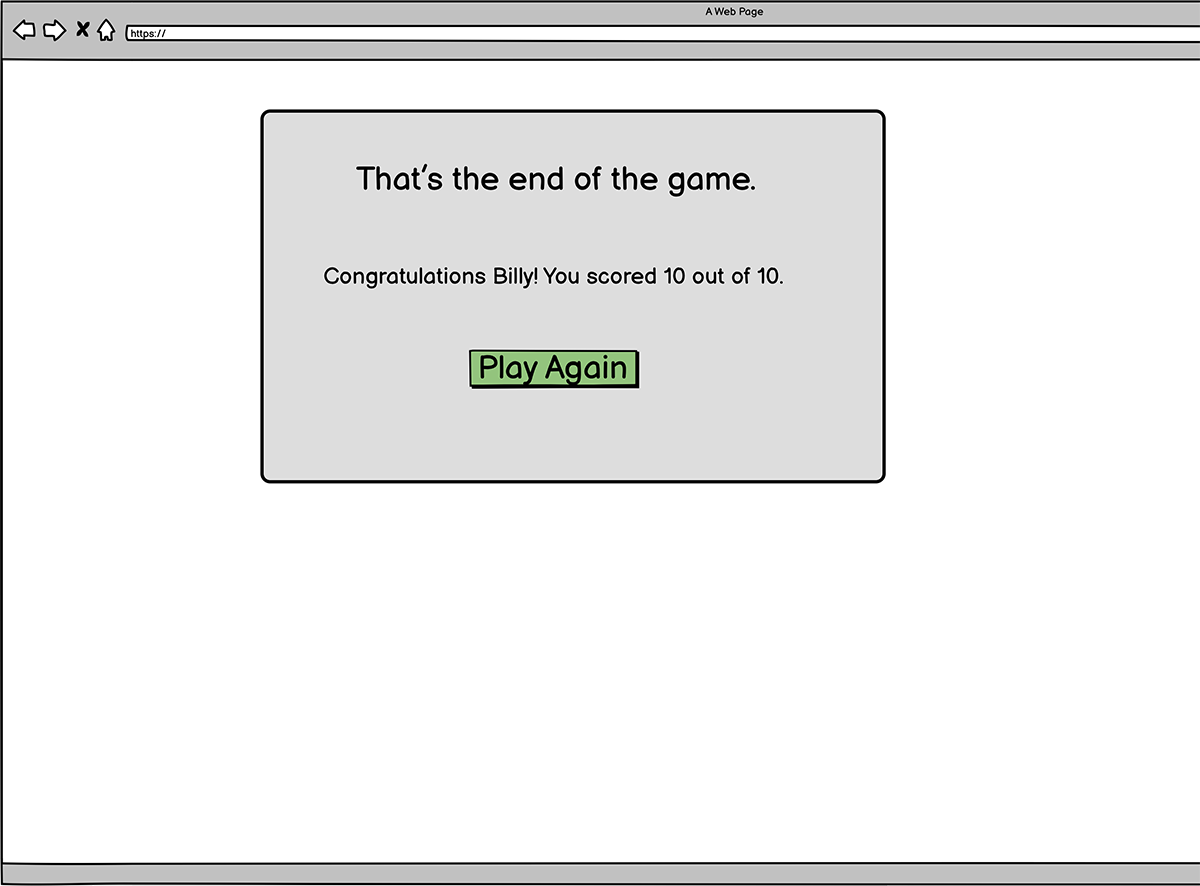 A Web Page
https://
That's the end of the game.
Congratulations Billy! You scored 10 out of 10.
Play Again